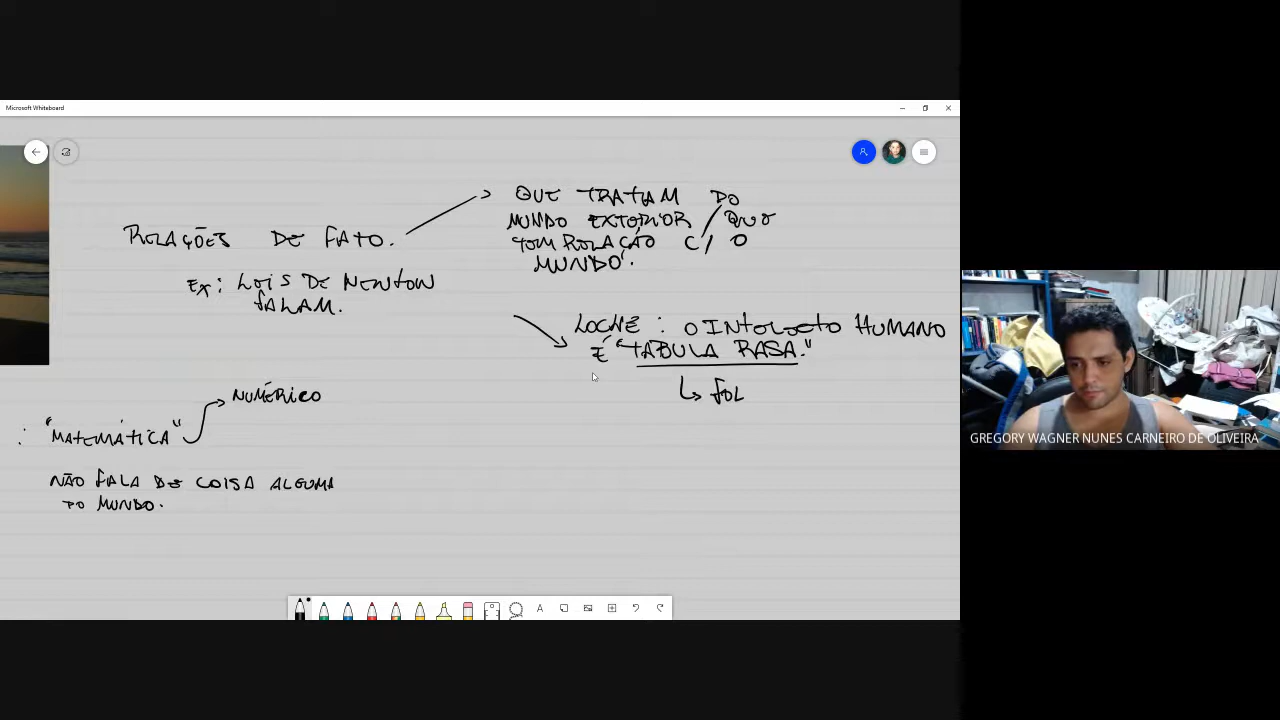 Microsoft Whiteboard
RELAÇÕES DE FATO.
EX: LEIS DE NEWTON
FALAM.
QUE TRATAM DO
MUNDO EXTERIOR / QUE
TEM RELAÇÃO C/ O
MUNDO.
LOCKE: O INTELECTO HUMANO
É "TABULA RASA."
↳ FOL
NUMÉRICO
"MATEMÁTICA"
NÃO FALA DE COISA ALGUMA
DO MUNDO.
GREGORY WAGNER NUNES CARNEIRO DE OLIVEIRA